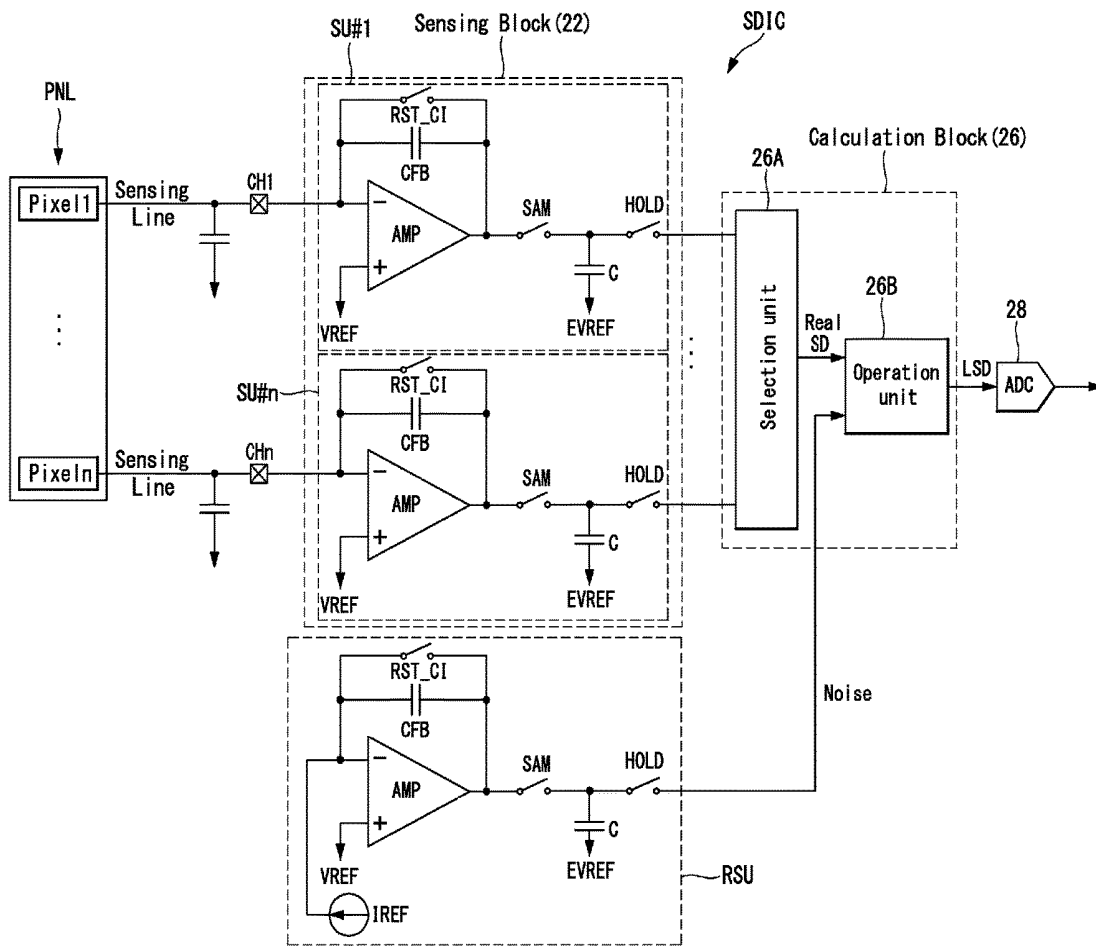 SDIC
Sensing Block(22)
SU#1
PNL
RST_CI
CFB
Calculation Block(26)
26A
Pixel1
Sensing
Line
CH1
−
AMP
+
SAM
HOLD
C
VREF
EVREF
Selection unit
26B
28
Real
SD
Operation
unit
LSD
ADC
SU#n
RST_CI
CFB
Pixeln
Sensing
Line
CHn
−
AMP
+
SAM
HOLD
C
VREF
EVREF
RST_CI
CFB
Noise
−
AMP
+
SAM
HOLD
C
VREF
EVREF
RSU
IREF